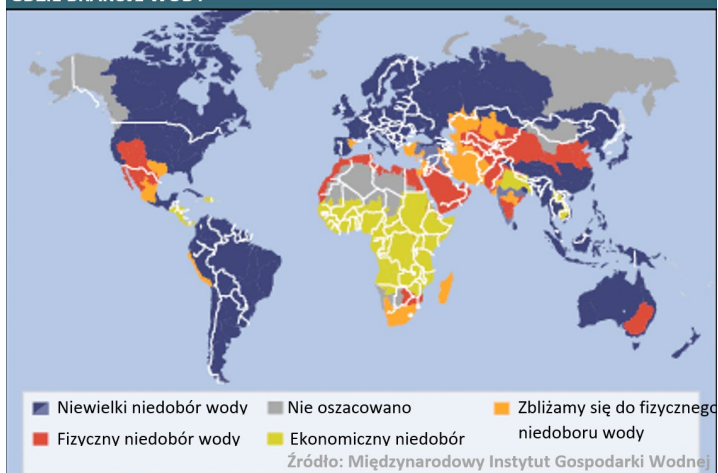 Niewielki niedobór wody
Nie oszacowano
Zbliżamy się do fizycznego
niedoboru wody
Fizyczny niedobór wody
Ekonomiczny niedobór
Źródło: Międzynarodowy Instytut Gospodarki Wodnej